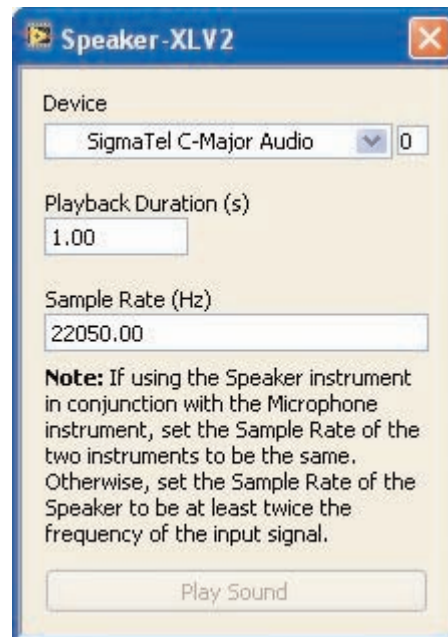 Speaker-XLV2
Device
SigmaTel C-Major Audio 0
Playback Duration (s)
1.00
Sample Rate (Hz)
22050.00
Note: If using the Speaker instrument
in conjunction with the Microphone
instrument, set the Sample Rate of the
two instruments to be the same.
Otherwise, set the Sample Rate of the
Speaker to be at least twice the
frequency of the input signal.
Play Sound